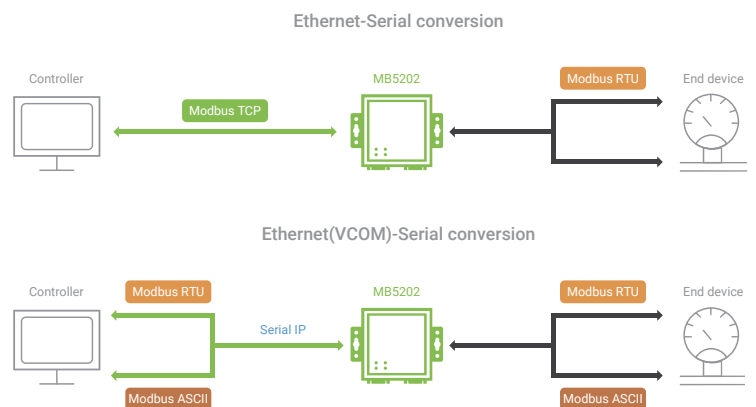 Ethernet-Serial conversion
Controller
MB5202
Modbus RTU
End device
Modbus TCP
Ethernet(VCOM)-Serial conversion
Controller
Modbus RTU
MB5202
Modbus RTU
End device
Serial IP
Modbus ASCII
Modbus ASCII